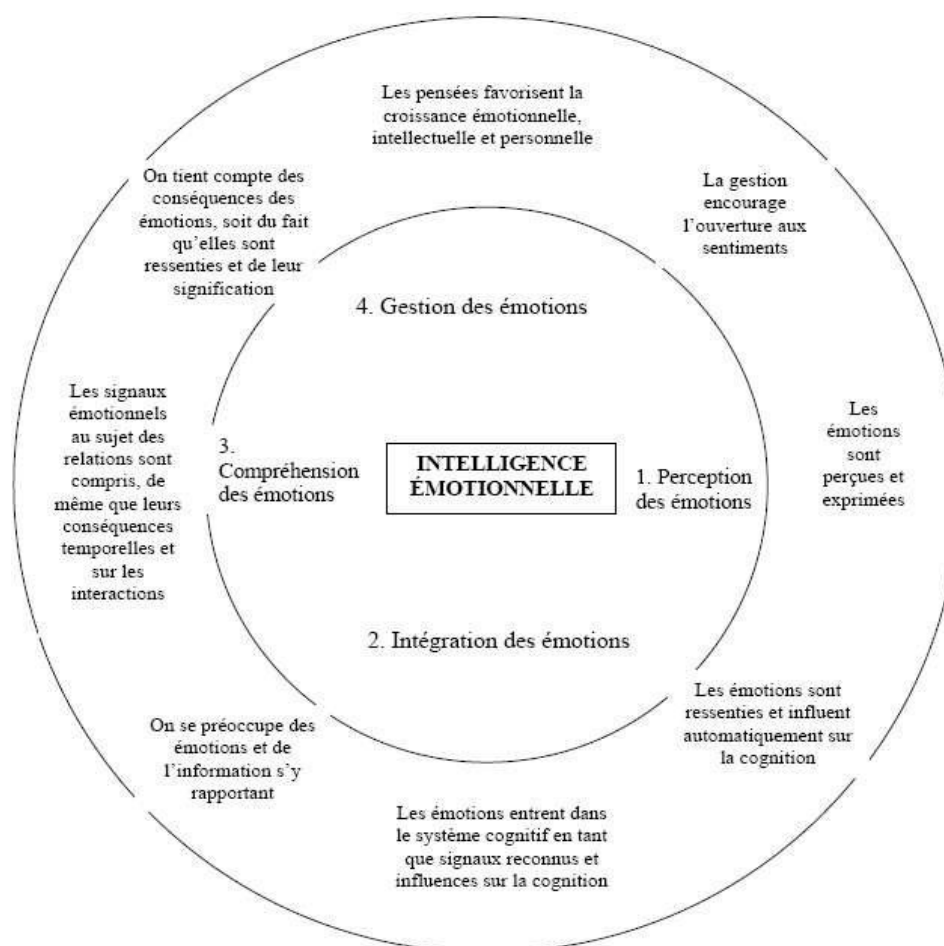 Les pensées favorisent la
croissance émotionnelle,
intellectuelle et personnelle
On tient compte des
conséquences des
émotions, soit du fait
qu’elles sont
ressenties et de leur
signification
La gestion
encourage
l’ouverture aux
sentiments
4. Gestion des émotions
Les signaux
émotionnels
au sujet des
relations sont
compris, de
même que leurs
conséquences
temporelles et
sur les
interactions
3.
Compréhension
des émotions
INTELLIGENCE
ÉMOTIONNELLE
1. Perception
des émotions
Les
émotions
sont
perçues et
exprimées
2. Intégration des émotions
Les émotions sont
ressenties et influent
automatiquement sur
la cognition
On se préoccupe des
émotions et de
l’information s’y
rapportant
Les émotions entrent dans
le système cognitif en tant
que signaux reconnus et
influences sur la cognition